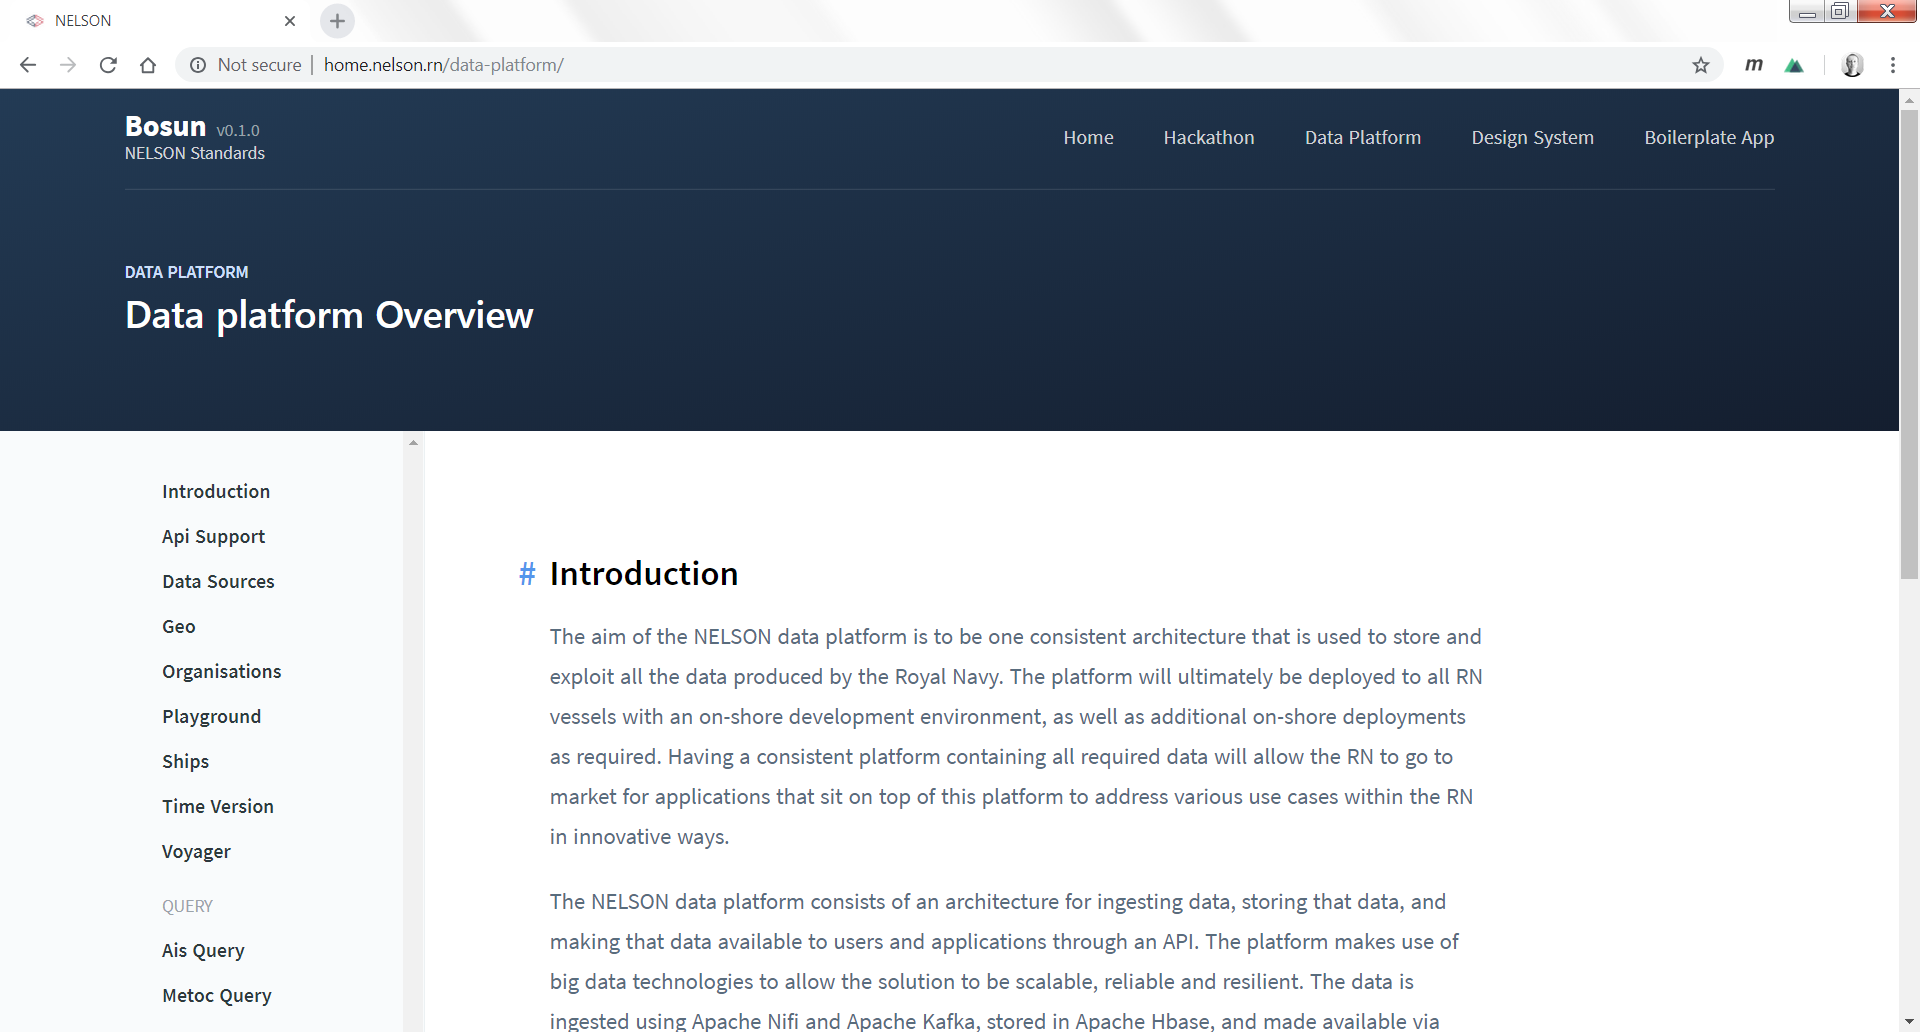 NELSON
Not secure | home.nelson.rn/data-platform/
m
Bosun v0.1.0
NELSON Standards
Home Hackathon Data Platform Design System Boilerplate App
DATA PLATFORM
Data platform Overview
Introduction
Api Support
Data Sources
Geo
Organisations
Playground
Ships
Time Version
Voyager
QUERY
Ais Query
Metoc Query
# Introduction
The aim of the NELSON data platform is to be one consistent architecture that is used to store and
exploit all the data produced by the Royal Navy. The platform will ultimately be deployed to all RN
vessels with an on-shore development environment, as well as additional on-shore deployments
as required. Having a consistent platform containing all required data will allow the RN to go to
market for applications that sit on top of this platform to address various use cases within the RN
in innovative ways.
The NELSON data platform consists of an architecture for ingesting data, storing that data, and
making that data available to users and applications through an API. The platform makes use of
big data technologies to allow the solution to be scalable, reliable and resilient. The data is
ingested using Apache Nifi and Apache Kafka, stored in Apache Hbase, and made available via